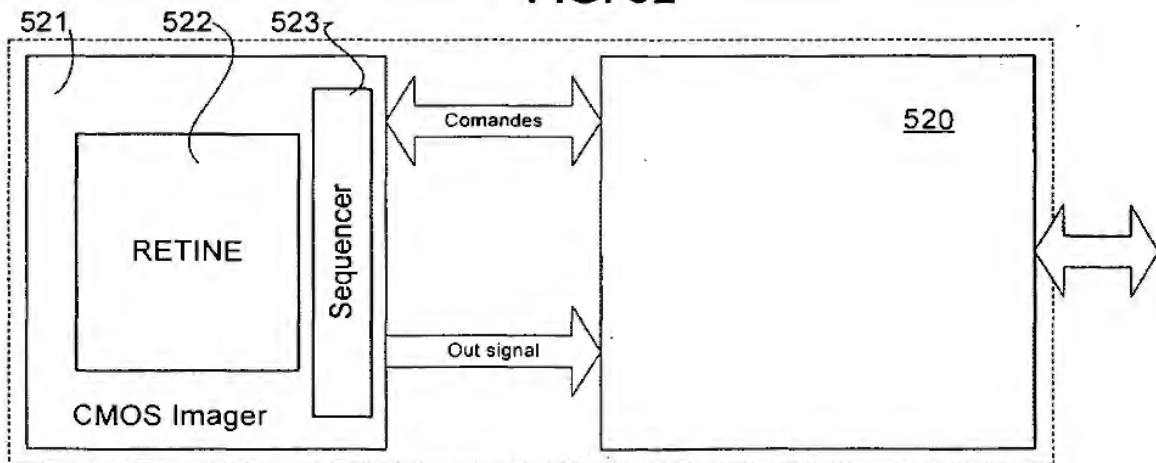 521
522
523
520
Comandes
RETINE
Sequencer
Out signal
CMOS Imager